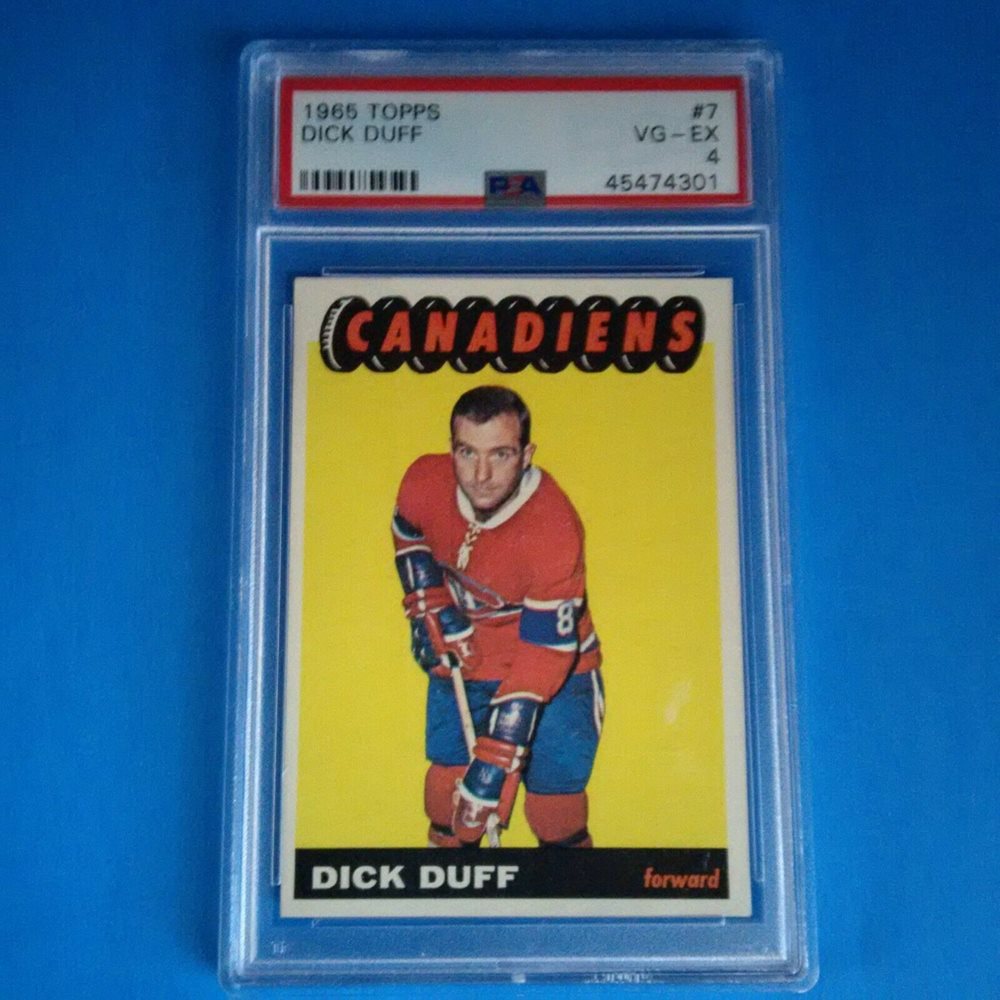 1965 TOPPS #7
DICK DUFF VG-EX
4
PSA 45474301
CANADIENS
8
DICK DUFF forward